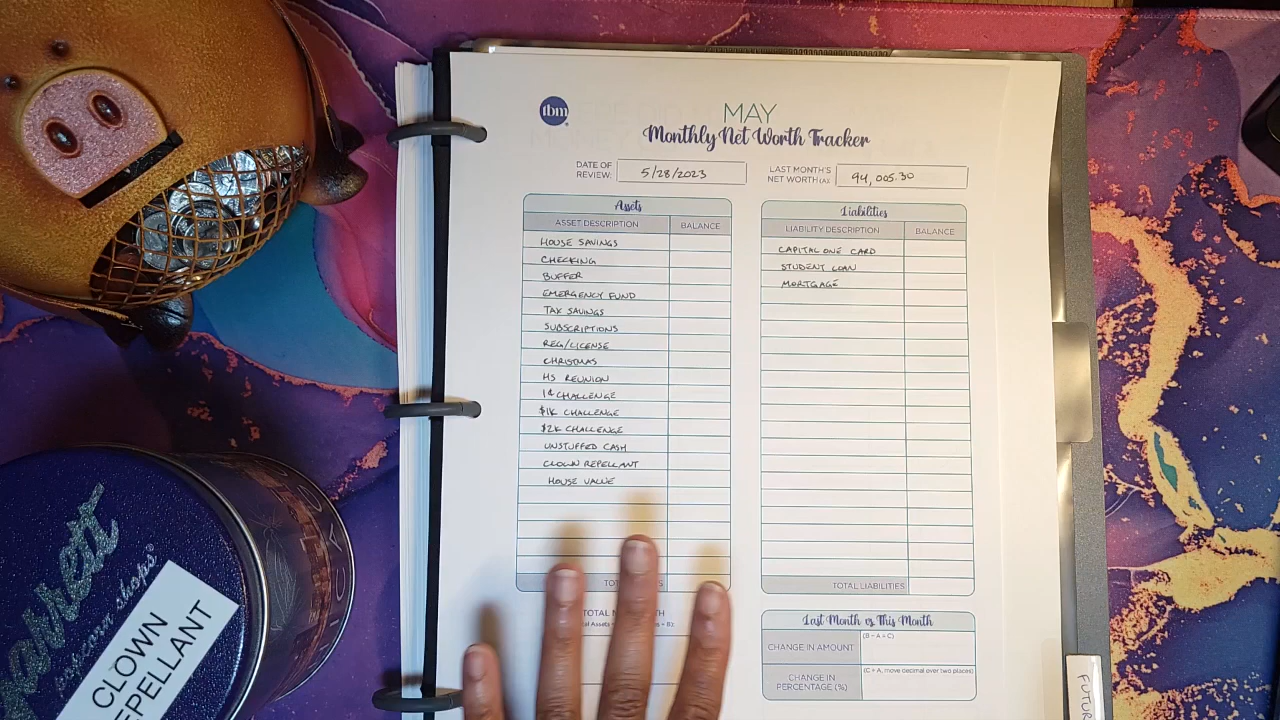 tbm
MAY
Monthly Net Worth Tracker
DATE OF REVIEW: 5/28/2023
LAST MONTH'S NET WORTH (A): 94,005.30
Assets
ASSET DESCRIPTION BALANCE
HOUSE SAVINGS
CHECKING
BUFFER
EMERGENCY FUND
TAX SAVINGS
SUBSCRIPTIONS
REG/LICENSE
CHRISTMAS
HS REUNION
1¢ CHALLENGE
$1K CHALLENGE
$2K CHALLENGE
UNSTUFFED CASH
CLOWN REPELLANT
HOUSE VALUE
Liabilities
LIABILITY DESCRIPTION BALANCE
CAPITAL ONE CARD
STUDENT LOAN
MORTGAGE
TOTAL LIABILITIES
Last Month vs This Month
CHANGE IN AMOUNT (B - A = C)
CHANGE IN PERCENTAGE (%) (C ÷ A, move decimal over two places)
popcorn shops
CLOWN
REPELLANT